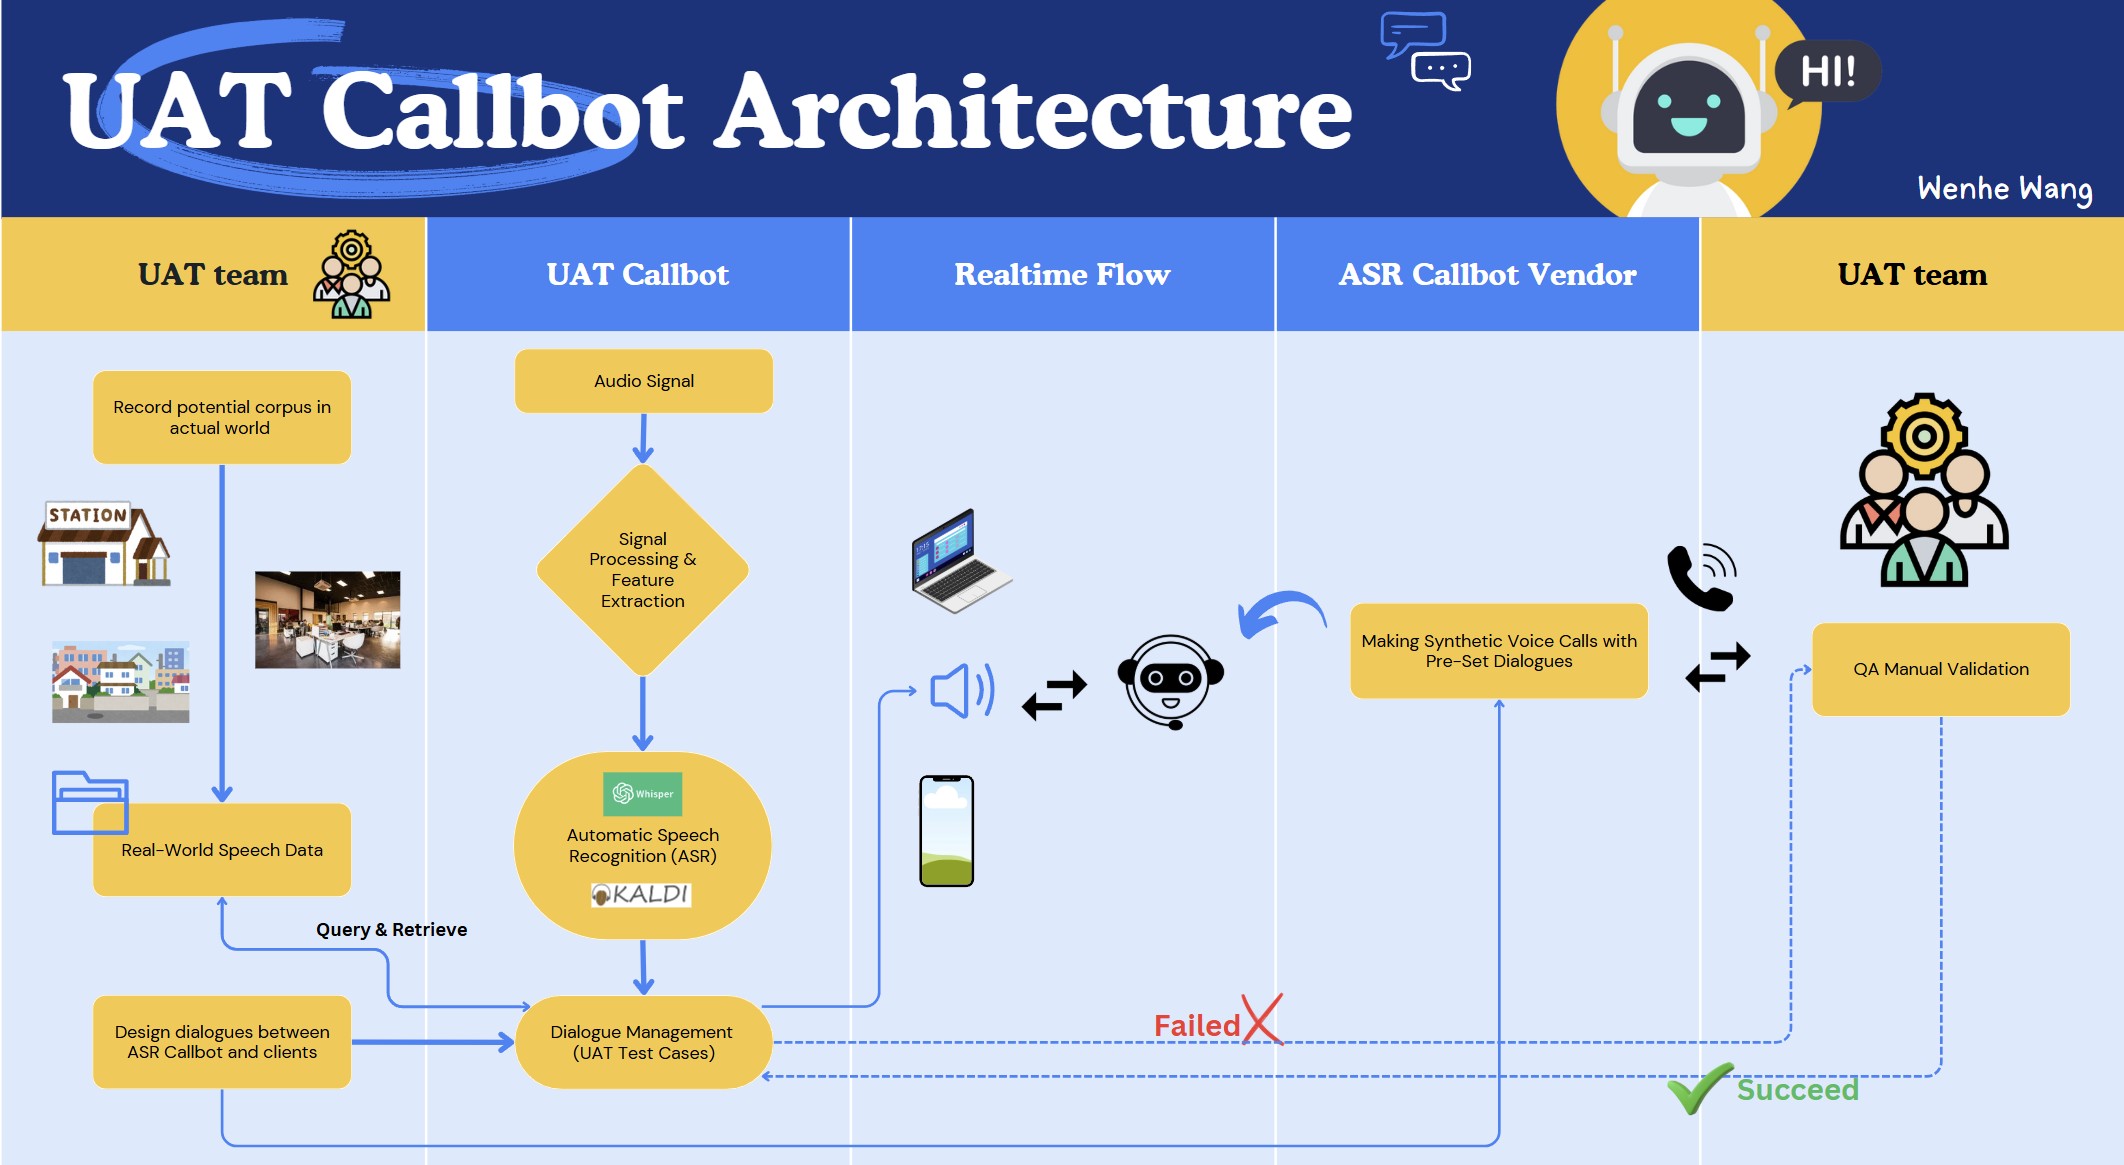 UAT Callbot Architecture
HI!
Wenhe Wang
UAT team
UAT Callbot
Realtime Flow
ASR Callbot Vendor
UAT team
Record potential corpus in
actual world
STATION
Real-World Speech Data
Query & Retrieve
Design dialogues between
ASR Callbot and clients
Audio Signal
Signal
Processing &
Feature
Extraction
Whisper
Automatic Speech
Recognition (ASR)
KALDI
Dialogue Management
(UAT Test Cases)
Making Synthetic Voice Calls with
Pre-Set Dialogues
QA Manual Validation
Failed
Succeed